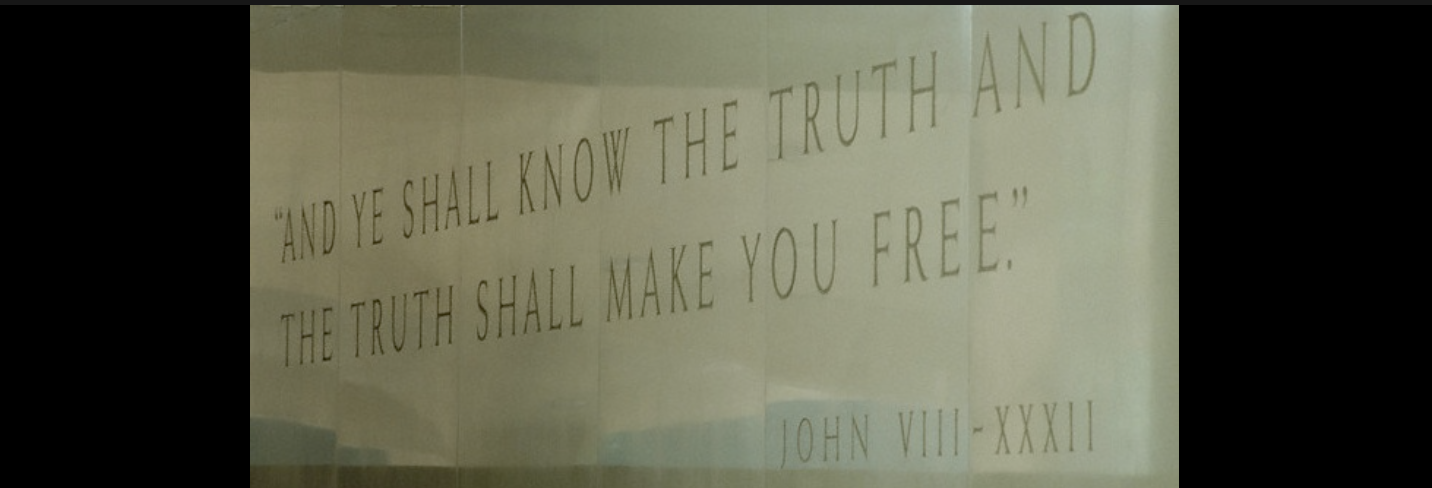 “AND YE SHALL KNOW THE TRUTH AND
THE TRUTH SHALL MAKE YOU FREE.”
JOHN VIII-XXXII